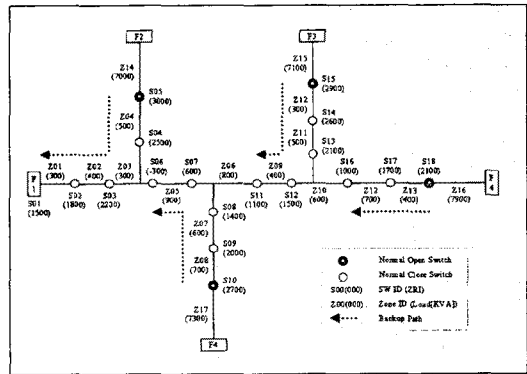 F2
F3
Z14
(7000)
S05
(3000)
Z04
(500)
S04
(2500)
Z15
(7100)
S15
(2900)
Z12
(300)
S14
(2600)
Z11
(500)
S13
(2100)
F
1
S01
(1500)
Z01
(300)
S02
(1800)
Z02
(400)
S03
(2200)
Z03
(300)
S06
(-300)
Z05
(900)
S07
(600)
Z06
(800)
S11
(1100)
Z09
(400)
S12
(1500)
Z10
(600)
S16
(1000)
Z12
(700)
S17
(1700)
Z13
(400)
S18
(2100)
Z16
(7900)
F
4
S08
(1400)
Z07
(600)
S09
(2000)
Z08
(700)
S10
(2700)
Z17
(7300)
F4
Normal Open Switch
Normal Close Switch
S00(000) SW ID (ZRI)
Z00(000) Zone ID (Load[KVA])
Backup Path